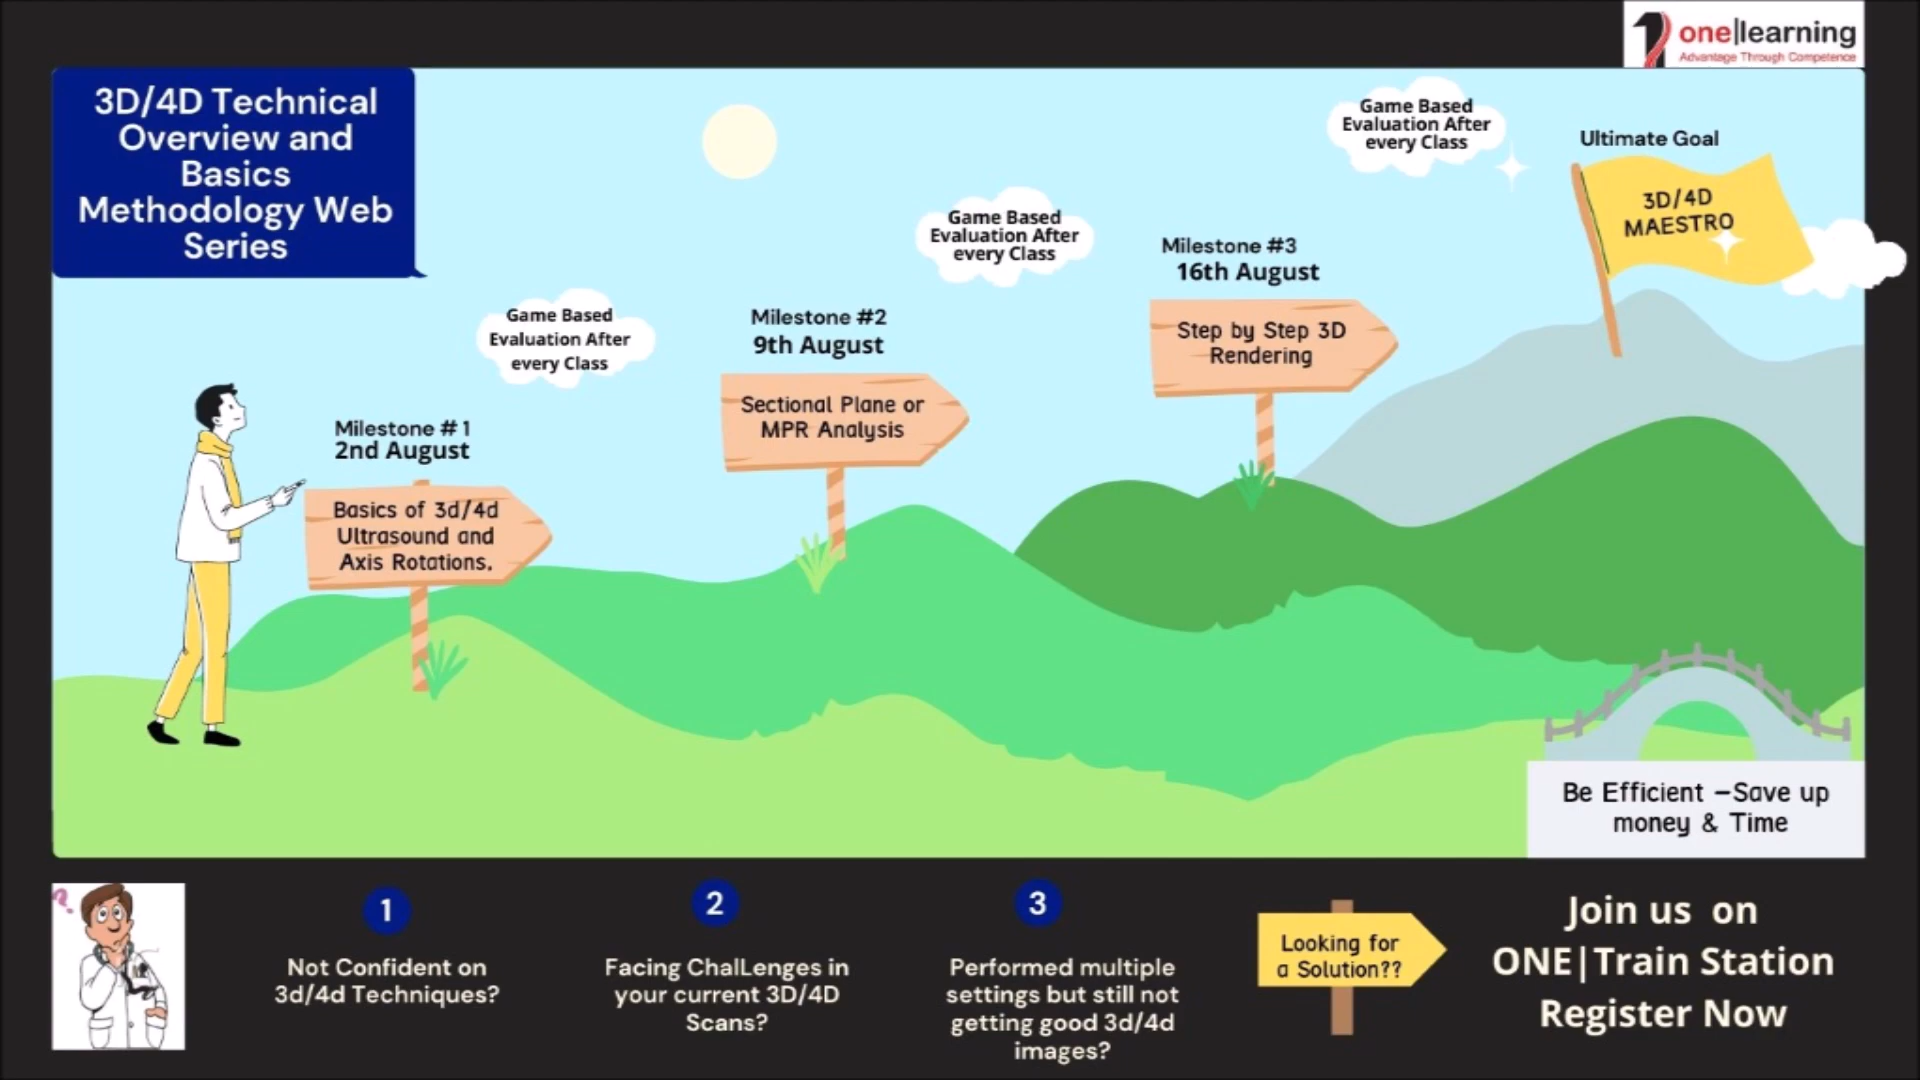 one|learning
Advantage Through Competence
3D/4D Technical
Overview and
Basics
Methodology Web
Series
Game Based
Evaluation After
every Class
Ultimate Goal
3D/4D
MAESTRO
Game Based
Evaluation After
every Class
Milestone #3
16th August
Step by Step 3D
Rendering
Game Based
Evaluation After
every Class
Milestone #2
9th August
Sectional Plane or
MPR Analysis
Milestone # 1
2nd August
Basics of 3d/4d
Ultrasound and
Axis Rotations.
Be Efficient –Save up
money & Time
1
Not Confident on
3d/4d Techniques?
2
Facing ChalLenges in
your current 3D/4D
Scans?
3
Performed multiple
settings but still not
getting good 3d/4d
images?
Looking for
a Solution??
Join us on
ONE|Train Station
Register Now